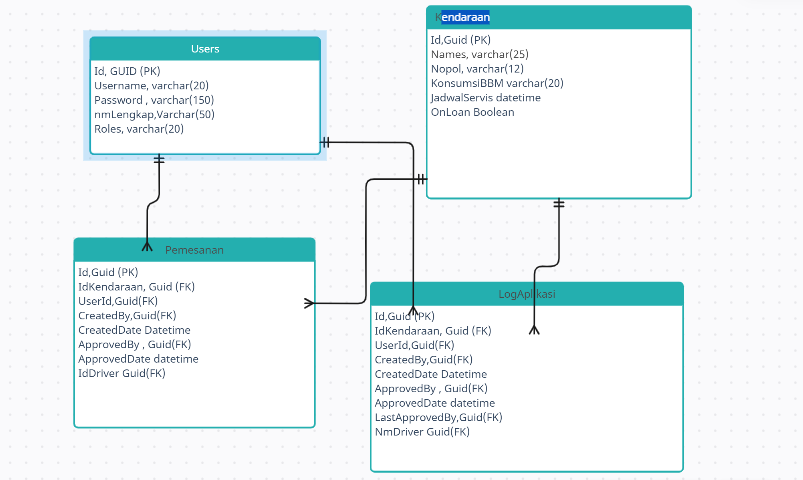 Users
Id, GUID (PK)
Username, varchar(20)
Password , varchar(150)
nmLengkap,Varchar(50)
Roles, varchar(20)
Kendaraan
Id,Guid (PK)
Names, varchar(25)
Nopol, varchar(12)
KonsumsiBBM varchar(20)
JadwalServis datetime
OnLoan Boolean
Pemesanan
Id,Guid (PK)
IdKendaraan, Guid (FK)
UserId,Guid(FK)
CreatedBy,Guid(FK)
CreatedDate Datetime
ApprovedBy , Guid(FK)
ApprovedDate datetime
IdDriver Guid(FK)
LogAplikasi
Id,Guid (PK)
IdKendaraan, Guid (FK)
UserId,Guid(FK)
CreatedBy,Guid(FK)
CreatedDate Datetime
ApprovedBy , Guid(FK)
ApprovedDate datetime
LastApprovedBy,Guid(FK)
NmDriver Guid(FK)